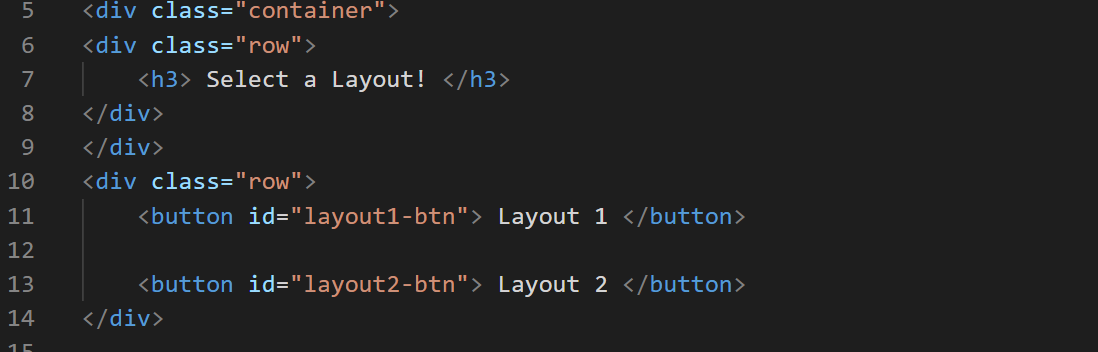 5 <div class="container">
6 <div class="row">
7 <h3> Select a Layout! </h3>
8 </div>
9 </div>
10 <div class="row">
11 <button id="layout1-btn"> Layout 1 </button>
12
13 <button id="layout2-btn"> Layout 2 </button>
14 </div>
15